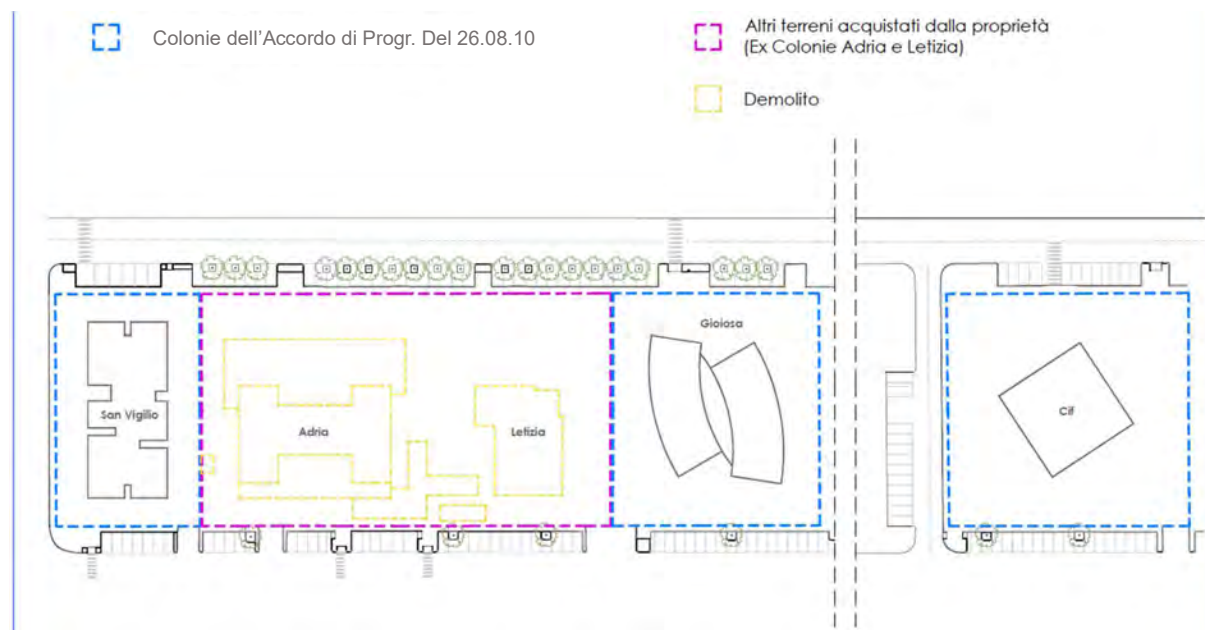 Colonie dell'Accordo di Progr. Del 26.08.10
Altri terreni acquistati dalla proprietà
(Ex Colonie Adria e Letizia)
Demolito
Gioiosa
San Vigilio
Adria
Letizia
Cif